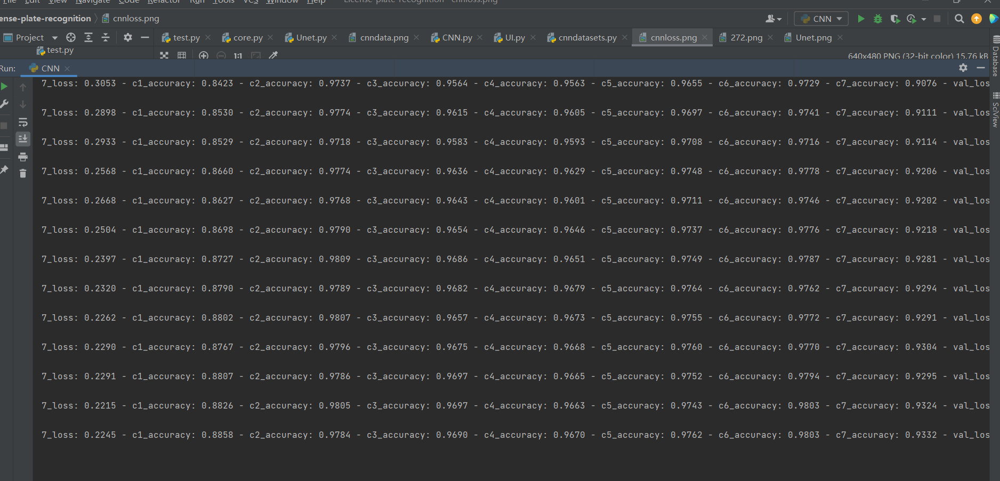 File Edit View Navigate Code Refactor Run Tools VCS Window Help License-plate-recognition - cnnloss.png
ense-plate-recognition cnnloss.png CNN
Project test.py core.py Unet.py cnndata.png CNN.py UI.py cnndatasets.py cnnloss.png 272.png Unet.png
test.py 1:1 640x480 PNG (32-bit color) 15.76 kB
Database
SciView
Run: CNN
7_loss: 0.3053 - c1_accuracy: 0.8423 - c2_accuracy: 0.9737 - c3_accuracy: 0.9564 - c4_accuracy: 0.9563 - c5_accuracy: 0.9655 - c6_accuracy: 0.9729 - c7_accuracy: 0.9076 - val_los
7_loss: 0.2898 - c1_accuracy: 0.8530 - c2_accuracy: 0.9774 - c3_accuracy: 0.9615 - c4_accuracy: 0.9605 - c5_accuracy: 0.9697 - c6_accuracy: 0.9741 - c7_accuracy: 0.9111 - val_los
7_loss: 0.2933 - c1_accuracy: 0.8529 - c2_accuracy: 0.9718 - c3_accuracy: 0.9583 - c4_accuracy: 0.9593 - c5_accuracy: 0.9708 - c6_accuracy: 0.9716 - c7_accuracy: 0.9114 - val_los
7_loss: 0.2568 - c1_accuracy: 0.8660 - c2_accuracy: 0.9774 - c3_accuracy: 0.9636 - c4_accuracy: 0.9629 - c5_accuracy: 0.9748 - c6_accuracy: 0.9778 - c7_accuracy: 0.9206 - val_los
7_loss: 0.2668 - c1_accuracy: 0.8627 - c2_accuracy: 0.9768 - c3_accuracy: 0.9643 - c4_accuracy: 0.9601 - c5_accuracy: 0.9711 - c6_accuracy: 0.9746 - c7_accuracy: 0.9202 - val_los
7_loss: 0.2504 - c1_accuracy: 0.8698 - c2_accuracy: 0.9790 - c3_accuracy: 0.9654 - c4_accuracy: 0.9646 - c5_accuracy: 0.9737 - c6_accuracy: 0.9776 - c7_accuracy: 0.9218 - val_los
7_loss: 0.2397 - c1_accuracy: 0.8727 - c2_accuracy: 0.9809 - c3_accuracy: 0.9686 - c4_accuracy: 0.9651 - c5_accuracy: 0.9749 - c6_accuracy: 0.9787 - c7_accuracy: 0.9281 - val_los
7_loss: 0.2320 - c1_accuracy: 0.8790 - c2_accuracy: 0.9789 - c3_accuracy: 0.9682 - c4_accuracy: 0.9679 - c5_accuracy: 0.9764 - c6_accuracy: 0.9762 - c7_accuracy: 0.9294 - val_los
7_loss: 0.2262 - c1_accuracy: 0.8802 - c2_accuracy: 0.9807 - c3_accuracy: 0.9657 - c4_accuracy: 0.9673 - c5_accuracy: 0.9755 - c6_accuracy: 0.9772 - c7_accuracy: 0.9291 - val_los
7_loss: 0.2290 - c1_accuracy: 0.8767 - c2_accuracy: 0.9796 - c3_accuracy: 0.9675 - c4_accuracy: 0.9668 - c5_accuracy: 0.9760 - c6_accuracy: 0.9770 - c7_accuracy: 0.9304 - val_los
7_loss: 0.2291 - c1_accuracy: 0.8807 - c2_accuracy: 0.9786 - c3_accuracy: 0.9697 - c4_accuracy: 0.9665 - c5_accuracy: 0.9752 - c6_accuracy: 0.9794 - c7_accuracy: 0.9295 - val_los
7_loss: 0.2215 - c1_accuracy: 0.8826 - c2_accuracy: 0.9805 - c3_accuracy: 0.9697 - c4_accuracy: 0.9663 - c5_accuracy: 0.9743 - c6_accuracy: 0.9803 - c7_accuracy: 0.9324 - val_los
7_loss: 0.2245 - c1_accuracy: 0.8858 - c2_accuracy: 0.9784 - c3_accuracy: 0.9690 - c4_accuracy: 0.9670 - c5_accuracy: 0.9762 - c6_accuracy: 0.9803 - c7_accuracy: 0.9332 - val_los